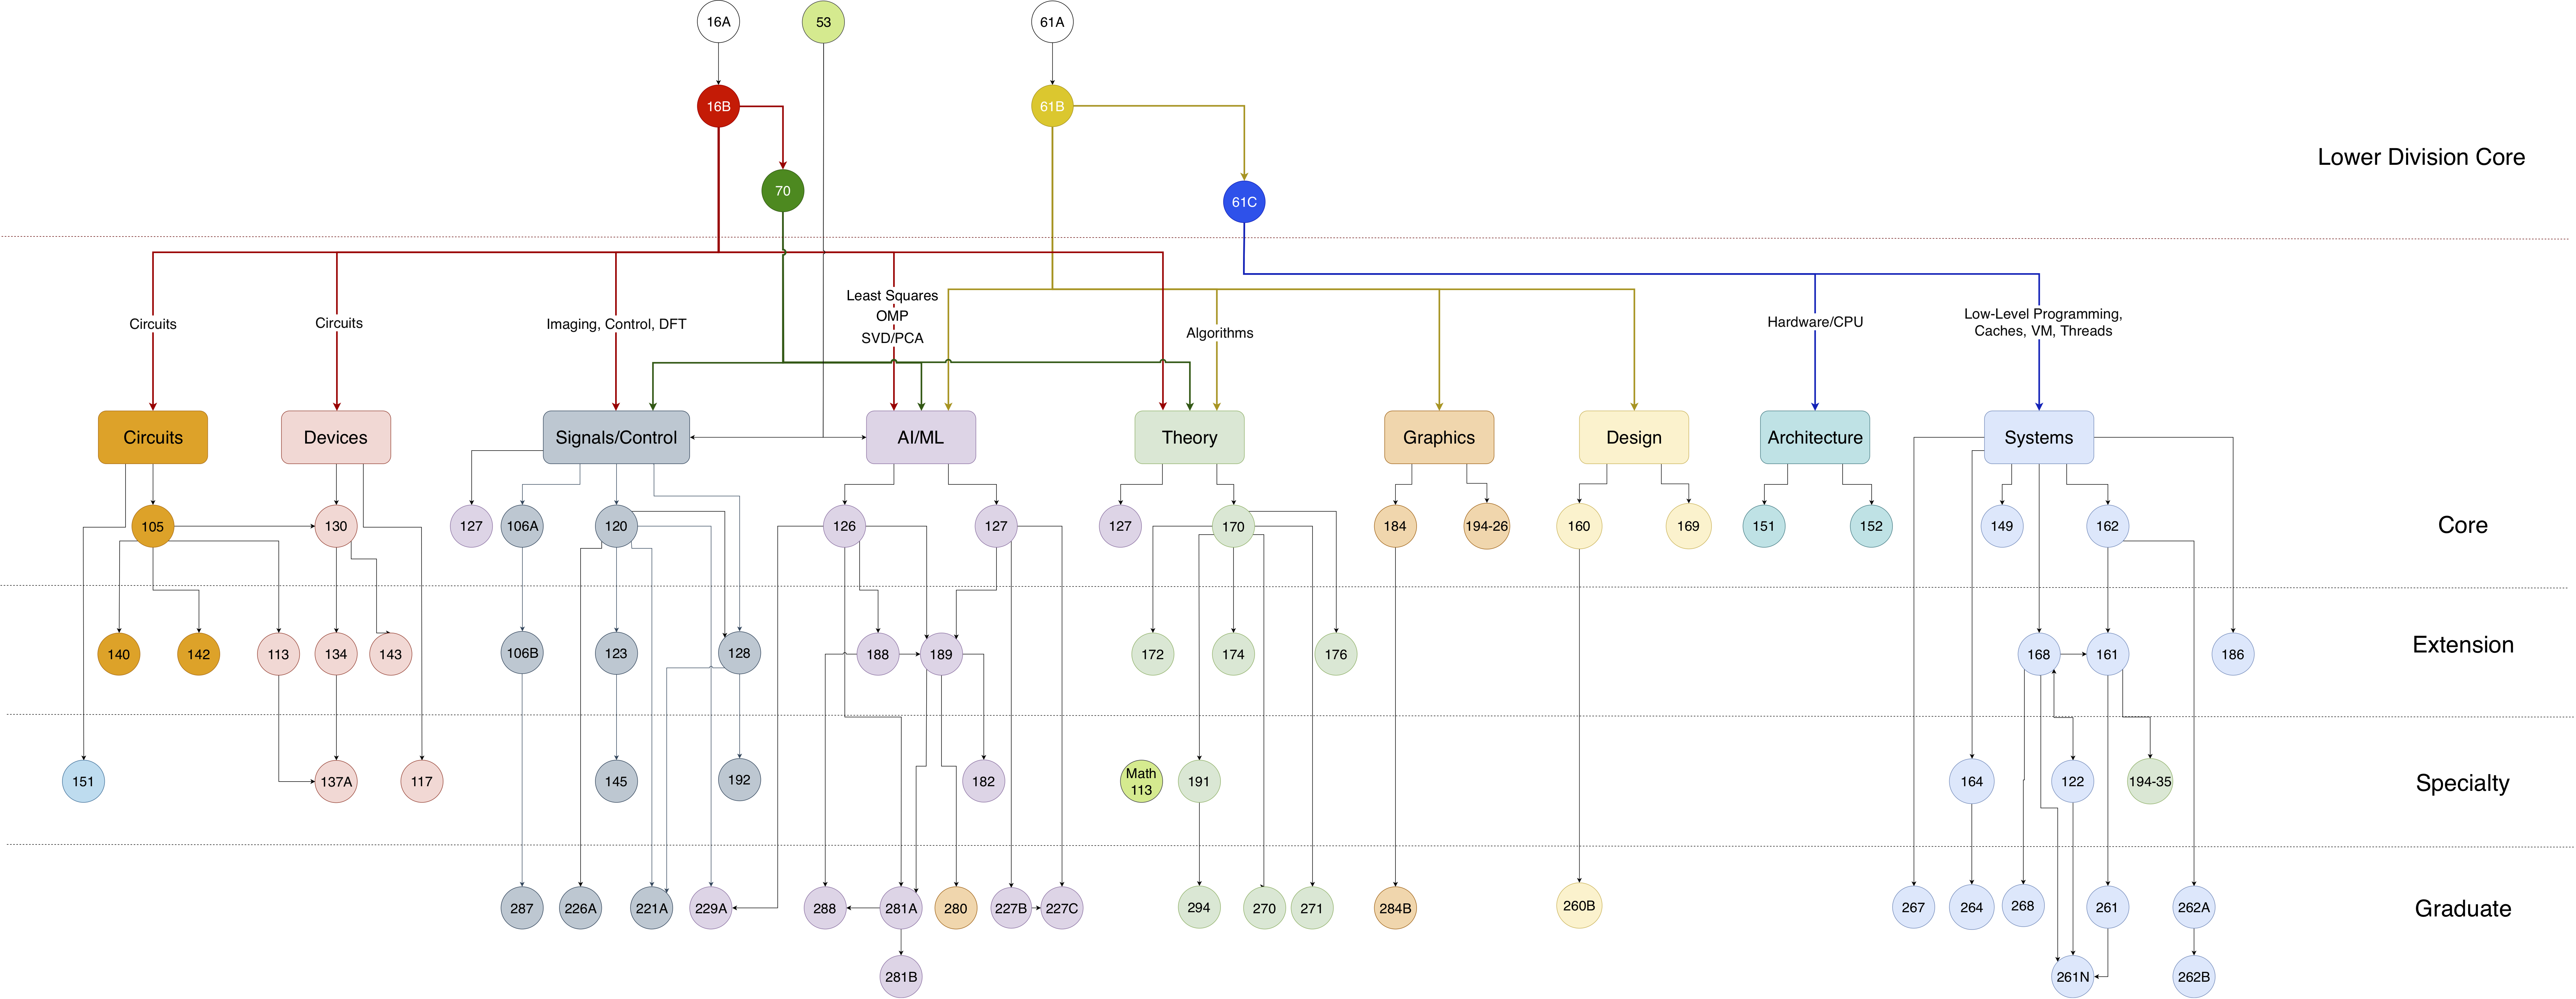 16A
53
61A
16B
61B
70
61C
Lower Division Core
Circuits
Circuits
Imaging, Control, DFT
Least Squares
OMP
SVD/PCA
Algorithms
Hardware/CPU
Low-Level Programming,
Caches, VM, Threads
Circuits
Devices
Signals/Control
AI/ML
Theory
Graphics
Design
Architecture
Systems
105
130
127
106A
120
126
127
127
170
184
194-26
160
169
151
152
149
162
Core
140
142
113
134
143
106B
123
128
188
189
172
174
176
168
161
186
Extension
151
137A
117
145
192
182
Math
113
191
164
122
194-35
Specialty
287
226A
221A
229A
288
281A
280
227B
227C
294
270
271
284B
260B
267
264
268
261
262A
Graduate
281B
261N
262B